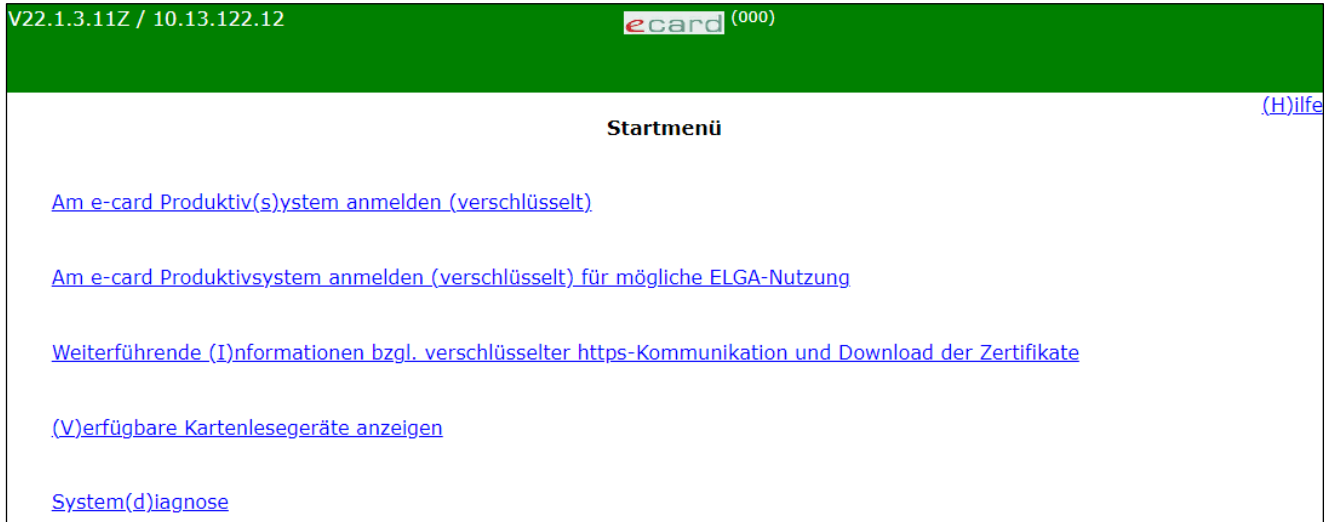 V22.1.3.11Z / 10.13.122.12
ecard (000)
(H)ilfe
Startmenü
Am e-card Produktiv(s)ystem anmelden (verschlüsselt)
Am e-card Produktivsystem anmelden (verschlüsselt) für mögliche ELGA-Nutzung
Weiterführende (I)nformationen bzgl. verschlüsselter https-Kommunikation und Download der Zertifikate
(V)erfügbare Kartenlesegeräte anzeigen
System(d)iagnose